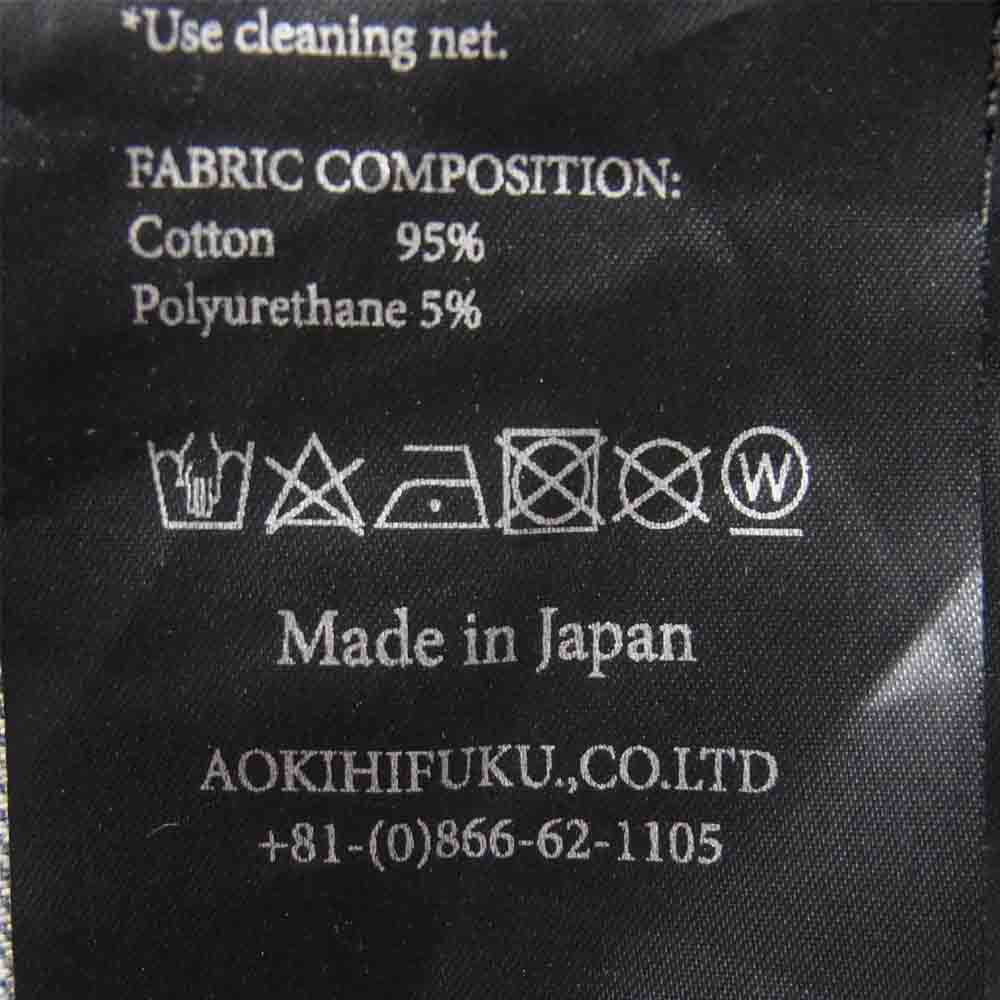 *Use cleaning net.
FABRIC COMPOSITION:
Cotton 95%
Polyurethane 5%
W
Made in Japan
AOKIHIFUKU.,CO.LTD
+81-(0)866-62-1105